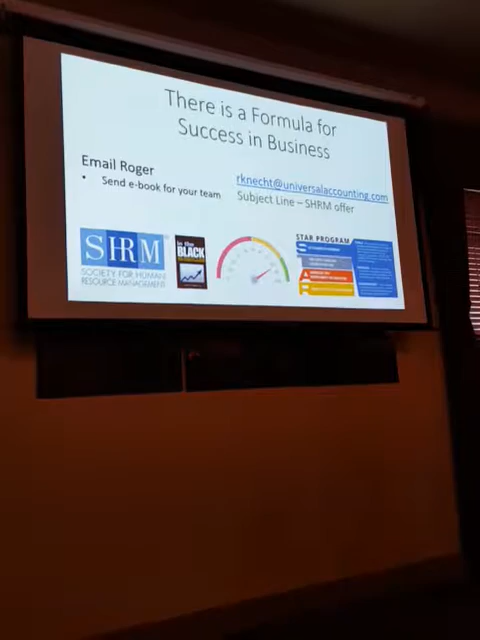 There is a Formula for
Success in Business
Email Roger
• Send e-book for your team
rknecht@universalaccounting.com
Subject Line – SHRM offer
SHRM
SOCIETY FOR HUMAN
RESOURCE MANAGEMENT
in the
BLACK
STAR PROGRAM
S